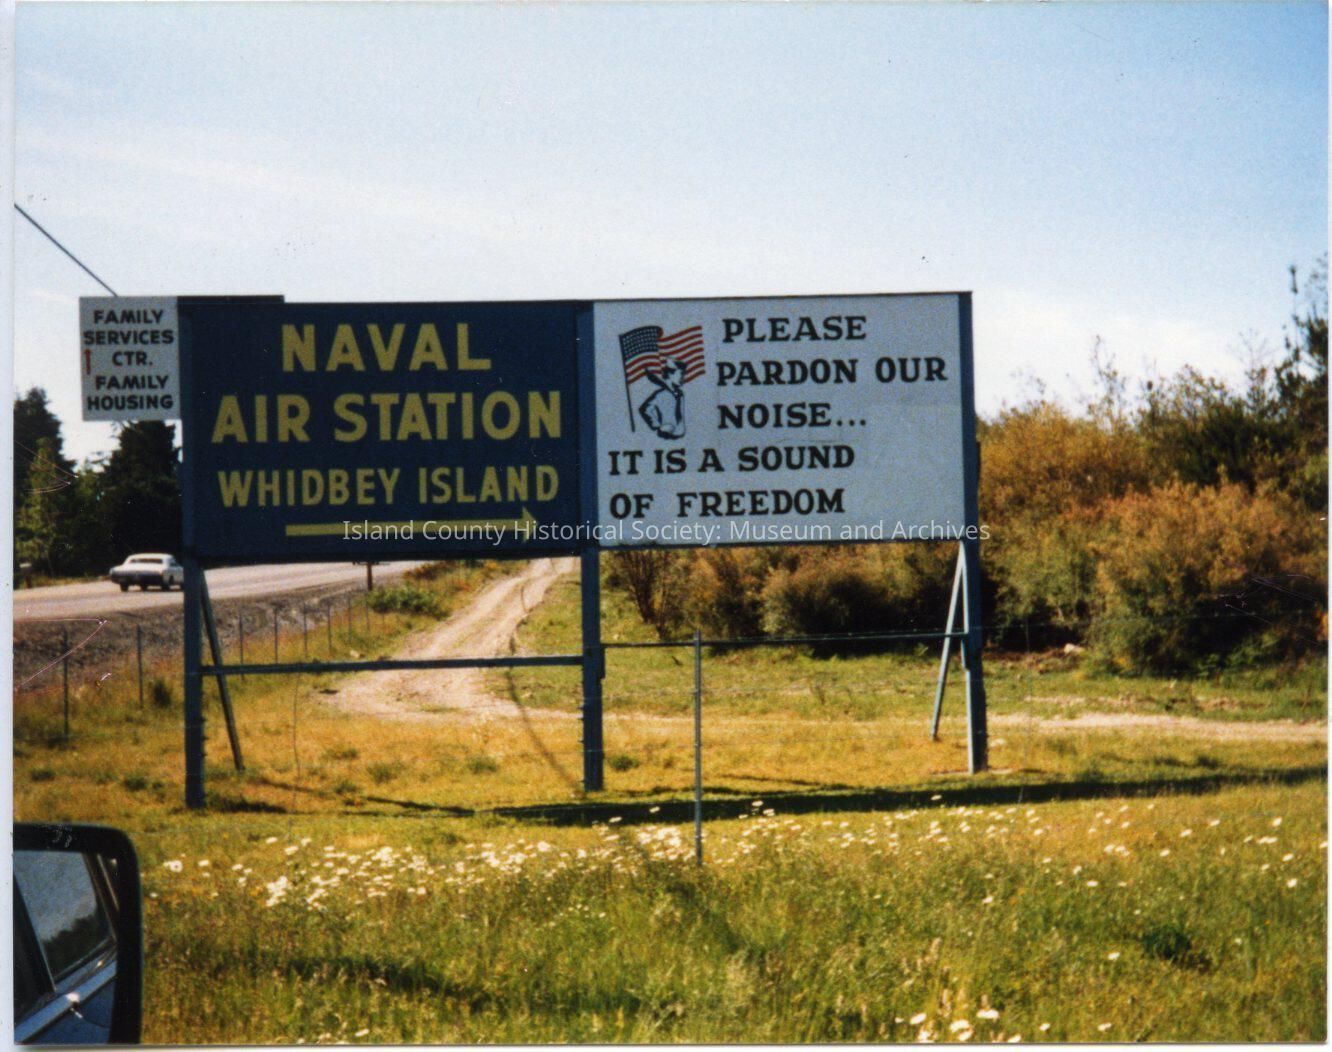 FAMILY
SERVICES
CTR.
FAMILY
HOUSING
NAVAL
AIR STATION
WHIDBEY ISLAND
PLEASE
PARDON OUR
NOISE...
IT IS A SOUND
OF FREEDOM
Island County Historical Society: Museum and Archives